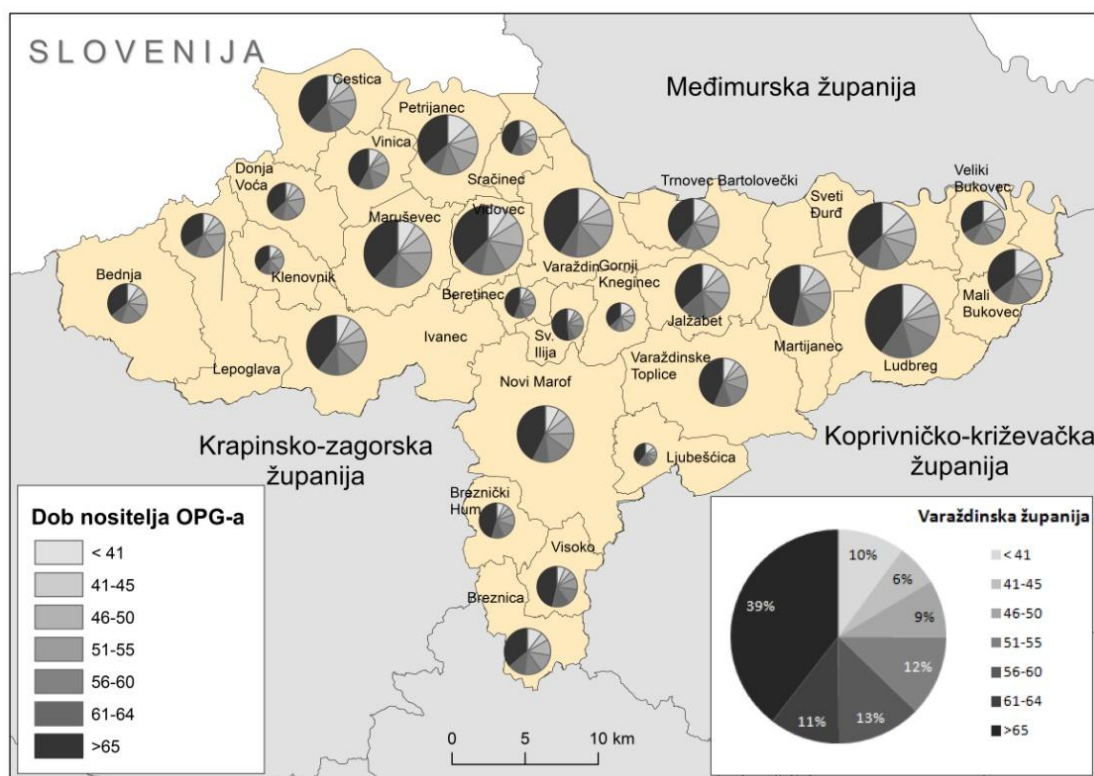 SLOVENIJA
Međimurska županija
Cestica
Petrijanec
Vinica
Sračinec
Donja
Voća
Trnovec Bartolovečki
Veliki
Bukovec
Sveti
Đurđ
Maruševec
Vidovec
Varaždin
Gornji
Kneginec
Klenovnik
Bednja
Beretinec
Jalžabet
Mali
Bukovec
Ivanec
Sv.
Ilija
Martijanec
Ludbreg
Lepoglava
Varaždinske
Toplice
Novi Marof
Krapinsko-zagorska
županija
Koprivničko-križevačka
županija
Ljubešćica
Breznički
Hum
Visoko
Breznica
Dob nositelja OPG-a
< 41
41-45
46-50
51-55
56-60
61-64
>65
0 5 10 km
Varaždinska županija
10%
6%
9%
12%
13%
11%
39%
< 41
41-45
46-50
51-55
56-60
61-64
>65